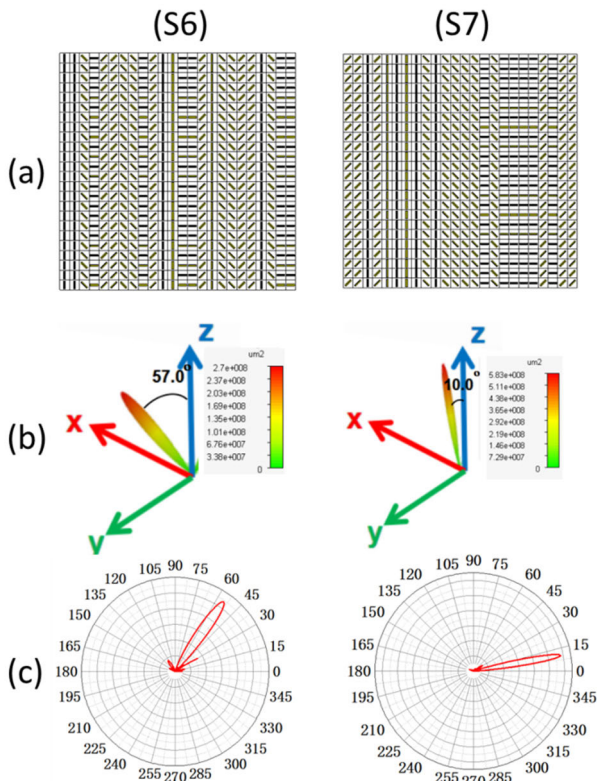 (S6) (S7)
(a)
(b)
z z
um2 um2
57.0° 10.0°
2.7e+008 5.83e+008
2.37e+008 5.11e+008
2.03e+008 4.38e+008
1.69e+008 3.65e+008
1.35e+008 2.92e+008
1.01e+008 2.19e+008
6.76e+007 1.46e+008
3.38e+007 7.29e+007
0 0
x x
y y
(c)
105 90 75 105 90 75
120 60 120 60
135 45 135 45
150 30 150 30
165 15 165 15
180 0 180 0
195 345 195 345
210 330 210 330
225 315 225 315
240 300 240 300
255 270 285 255 270 285